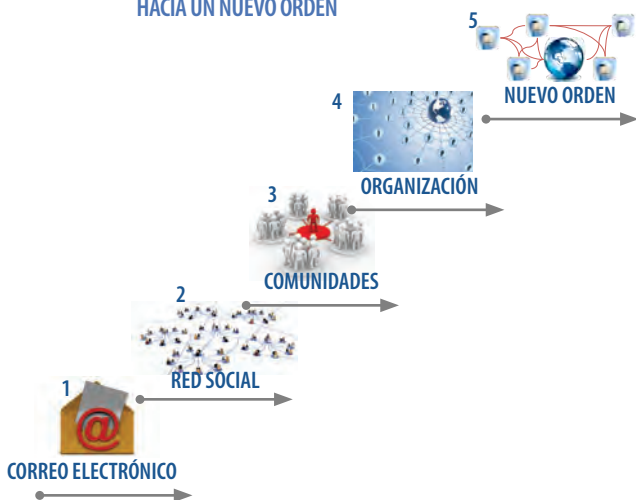 HACIA UN NUEVO ORDEN
5
NUEVO ORDEN
4
ORGANIZACIÓN
3
COMUNIDADES
2
RED SOCIAL
1
@
CORREO ELECTRÓNICO